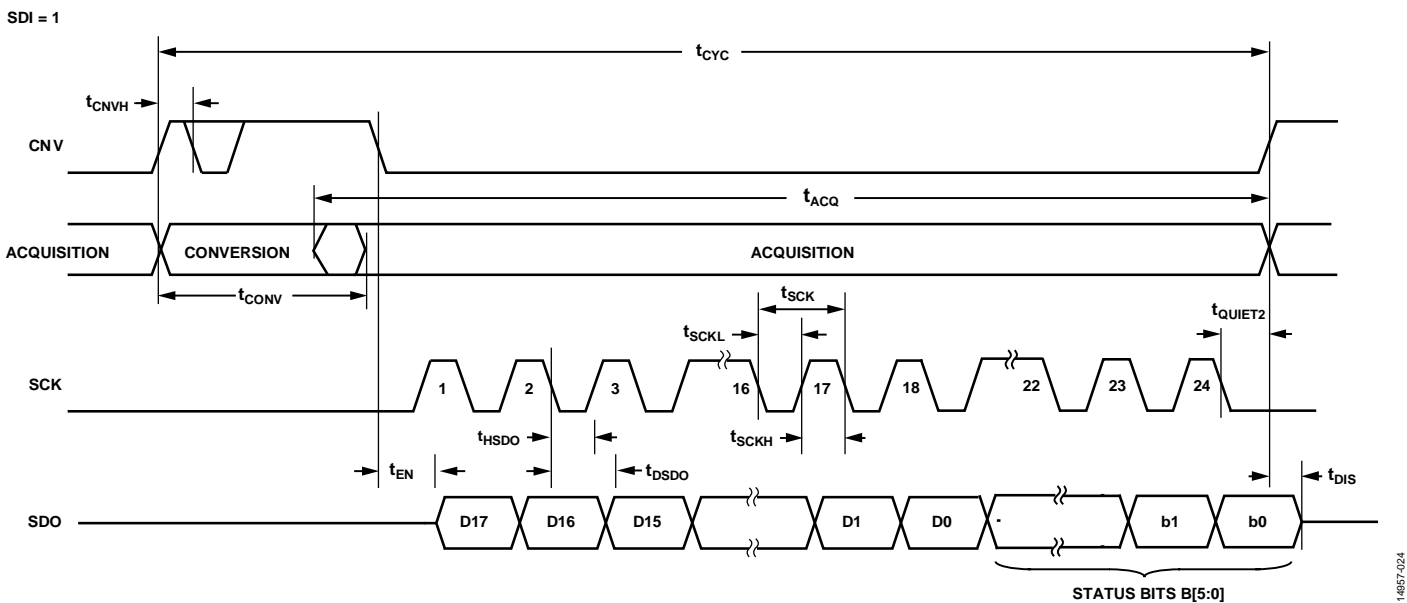 SDI = 1
tCYC
tCNVH
CNV
tACQ
ACQUISITION
CONVERSION
ACQUISITION
tCONV
tSCK
tSCKL
tQUIET2
SCK
1 2 3 16 17 18 22 23 24
tHSDO
tSCKH
tEN
tDSDO
tDIS
SDO
D17 D16 D15 D1 D0 b1 b0
STATUS BITS B[5:0]
14957-024